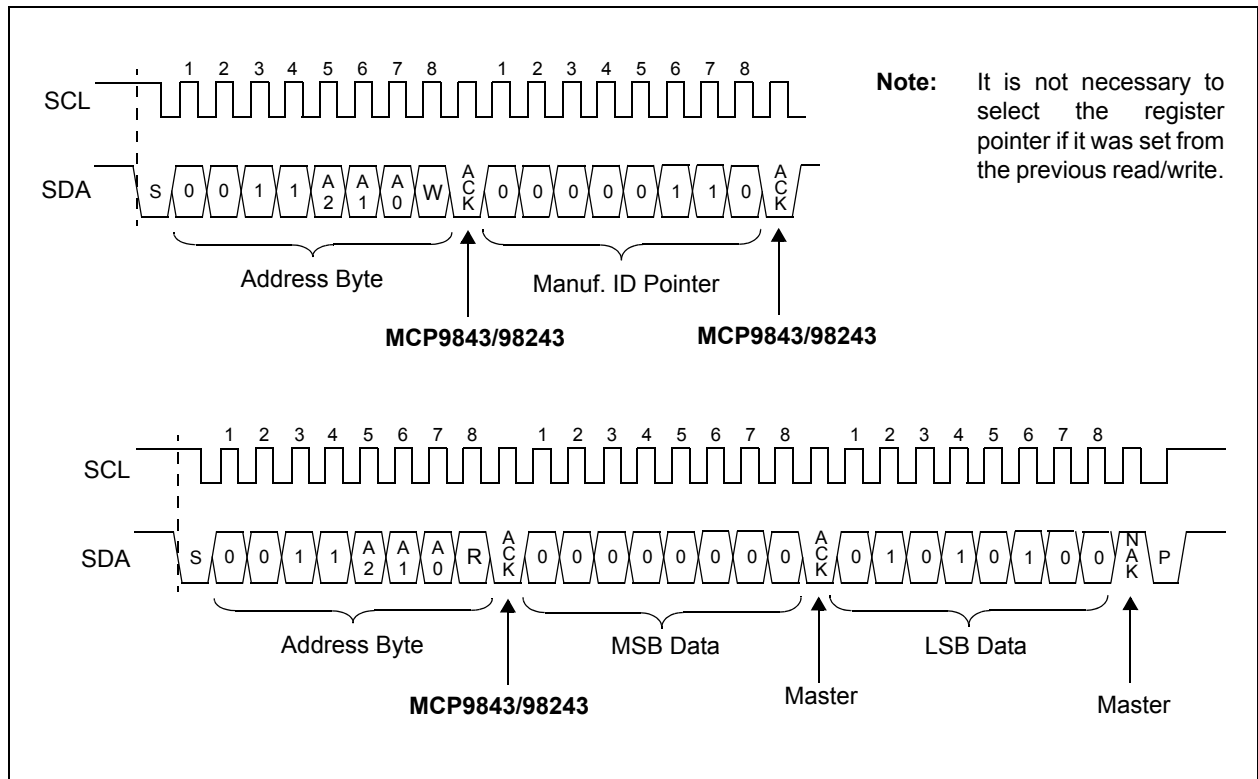 1 2 3 4 5 6 7 8 1 2 3 4 5 6 7 8
SCL
SDA
S 0 0 1 1 A2 A1 A0 W ACK 0 0 0 0 0 1 1 0 ACK
Address Byte
Manuf. ID Pointer
MCP9843/98243
MCP9843/98243
Note: It is not necessary to
select the register
pointer if it was set from
the previous read/write.
1 2 3 4 5 6 7 8 1 2 3 4 5 6 7 8 1 2 3 4 5 6 7 8
SCL
SDA
S 0 0 1 1 A2 A1 A0 R ACK 0 0 0 0 0 0 0 0 ACK 0 1 0 1 0 1 0 0 NAK P
Address Byte
MSB Data
LSB Data
MCP9843/98243
Master
Master